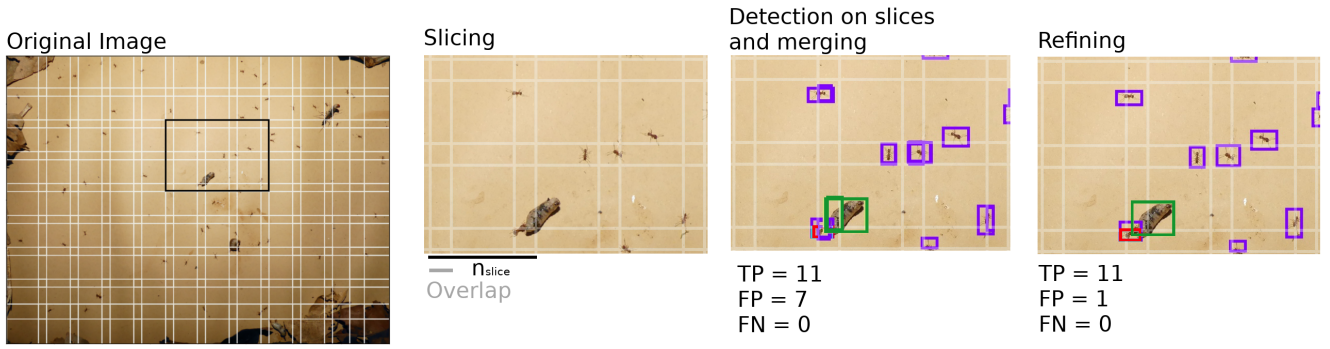 Original Image
Slicing
Detection on slices
and merging
Refining
nslice
Overlap
TP = 11
FP = 7
FN = 0
TP = 11
FP = 1
FN = 0